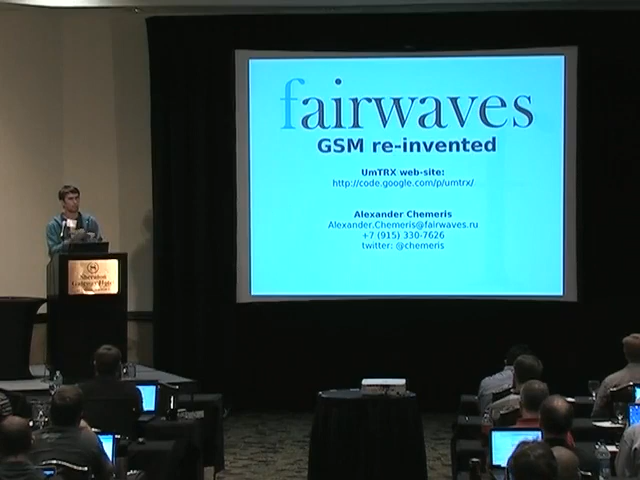 fairwaves
GSM re-invented
UmTRX web-site:
http://code.google.com/p/umtrx/
Alexander Chemeris
Alexander.Chemeris@fairwaves.ru
+7 (915) 330-7626
twitter: @chemeris
Sheraton